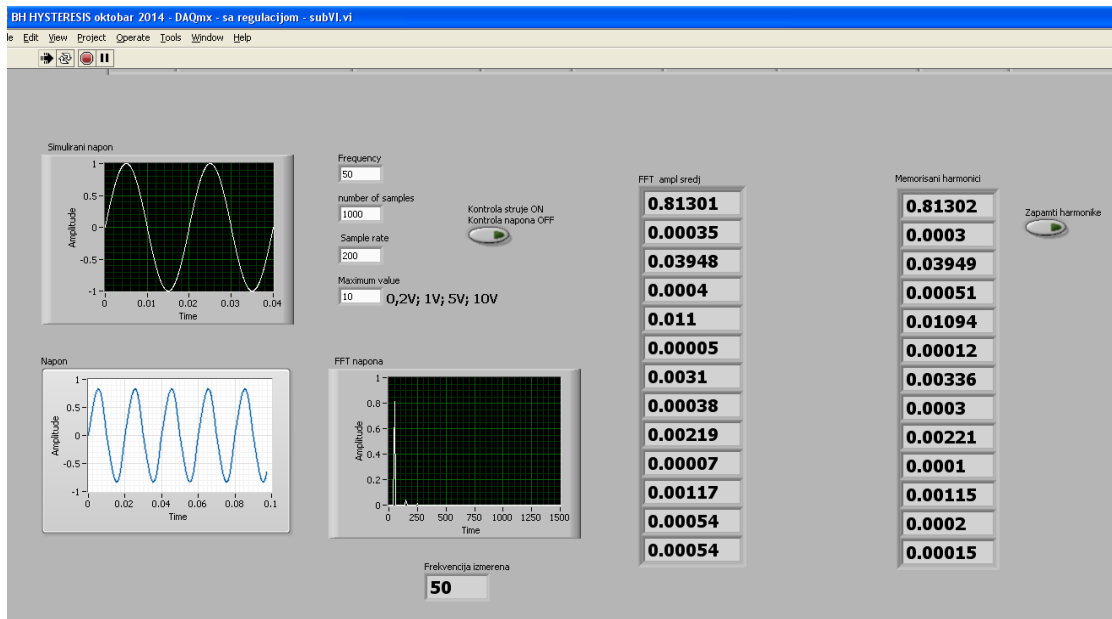 BH HYSTERESIS oktobar 2014 - DAQmx - sa regulacijom - subVI.vi
le Edit View Project Operate Tools Window Help
Simulirani napon
Amplitude
1
0.5
0
-0.5
-1
0 0.01 0.02 0.03 0.04
Time
Frequency
50
number of samples
1000
Sample rate
200
Maximum value
10 0,2V; 1V; 5V; 10V
Kontrola struje ON
Kontrola napona OFF
Napon
Amplitude
1
0.5
0
-0.5
-1
0 0.02 0.04 0.06 0.08 0.1
Time
FFT napona
Amplitude
1
0.8
0.6
0.4
0.2
0
0 250 500 750 1000 1250 1500
Time
Frekvencija izmerena
50
FFT ampl sredj
0.81301
0.00035
0.03948
0.0004
0.011
0.00005
0.0031
0.00038
0.00219
0.00007
0.00117
0.00054
0.00054
Memorisani harmonici
0.81302
0.0003
0.03949
0.00051
0.01094
0.00012
0.00336
0.0003
0.00221
0.0001
0.00115
0.0002
0.00015
Zapamti harmonike